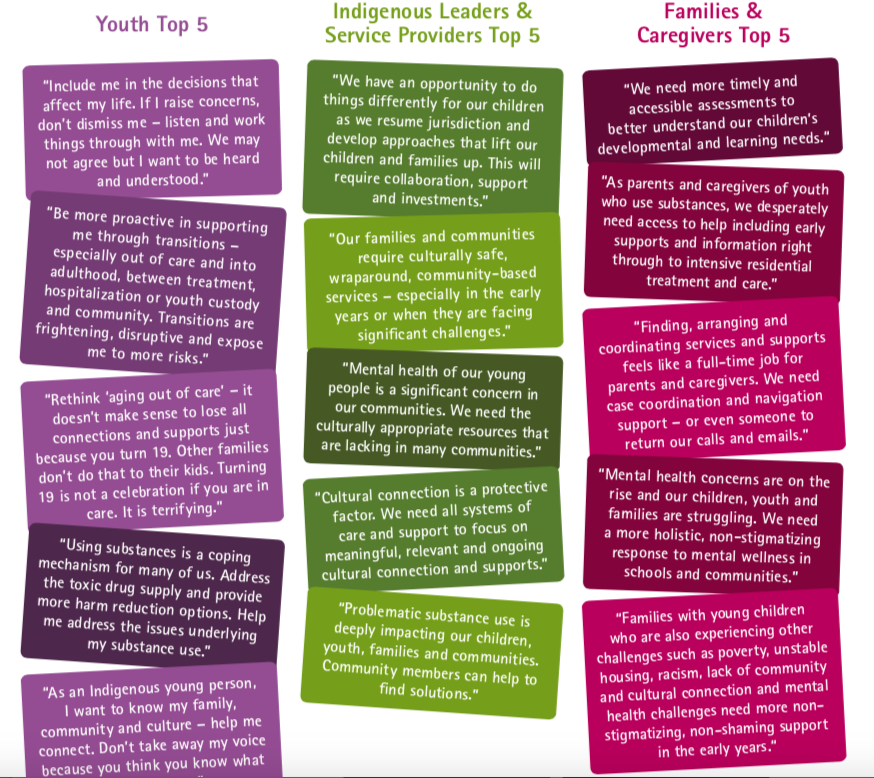 Youth Top 5
"Include me in the decisions that
affect my life. If I raise concerns,
don't dismiss me – listen and work
things through with me. We may
not agree but I want to be heard
and understood."
"Be more proactive in supporting
me through transitions –
especially out of care and into
adulthood, between treatment,
hospitalization or youth custody
and community. Transitions are
frightening, disruptive and expose
me to more risks."
"Rethink 'aging out of care' – it
doesn't make sense to lose all
connections and supports just
because you turn 19. Other families
don't do that to their kids. Turning
19 is not a celebration if you are in
care. It is terrifying."
"Using substances is a coping
mechanism for many of us. Address
the toxic drug supply and provide
more harm reduction options. Help
me address the issues underlying
my substance use."
"As an Indigenous young person,
I want to know my family,
community and culture – help me
connect. Don't take away my voice
because you think you know what
Indigenous Leaders &
Service Providers Top 5
"We have an opportunity to do
things differently for our children
as we resume jurisdiction and
develop approaches that lift our
children and families up. This will
require collaboration, support
and investments."
"Our families and communities
require culturally safe,
wraparound, community-based
services – especially in the early
years or when they are facing
significant challenges."
"Mental health of our young
people is a significant concern in
our communities. We need the
culturally appropriate resources that
are lacking in many communities."
"Cultural connection is a protective
factor. We need all systems of
care and support to focus on
meaningful, relevant and ongoing
cultural connection and supports."
"Problematic substance use is
deeply impacting our children,
youth, families and communities.
Community members can help to
find solutions."
Families &
Caregivers Top 5
"We need more timely and
accessible assessments to
better understand our children's
developmental and learning needs."
"As parents and caregivers of youth
who use substances, we desperately
need access to help including early
supports and information right
through to intensive residential
treatment and care."
"Finding, arranging and
coordinating services and supports
feels like a full-time job for
parents and caregivers. We need
case coordination and navigation
support – or even someone to
return our calls and emails."
"Mental health concerns are on the
rise and our children, youth and
families are struggling. We need
a more holistic, non-stigmatizing
response to mental wellness in
schools and communities."
"Families with young children
who are also experiencing other
challenges such as poverty, unstable
housing, racism, lack of community
and cultural connection and mental
health challenges need more non-
stigmatizing, non-shaming support
in the early years."